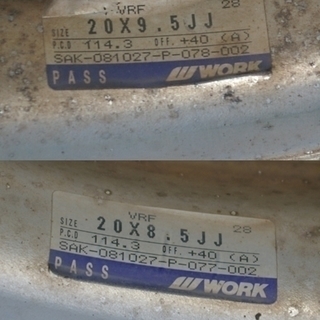 VRF 28
SIZE 20X9.5JJ
P.C.D 114.3 OFF. +40 (A)
SAK-081027-P-078-002
PASS WORK
VRF 28
SIZE 20X8.5JJ
P.C.D 114.3 OFF. +40 (A)
SAK-081027-P-077-002
PASS WORK